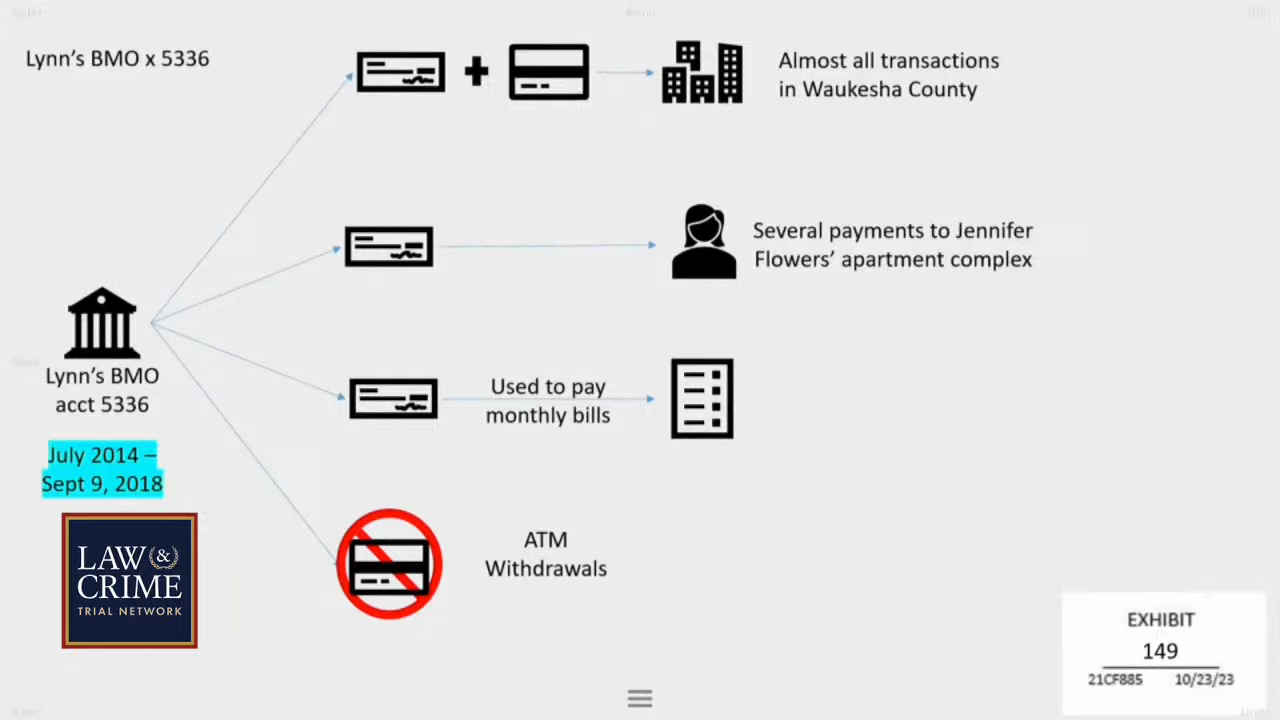 Lynn’s BMO x 5336
Almost all transactions
in Waukesha County
Several payments to Jennifer
Flowers’ apartment complex
Lynn’s BMO
acct 5336
July 2014 –
Sept 9, 2018
Used to pay
monthly bills
ATM
Withdrawals
LAW &
CRIME
TRIAL NETWORK
EXHIBIT
149
21CF885 10/23/23